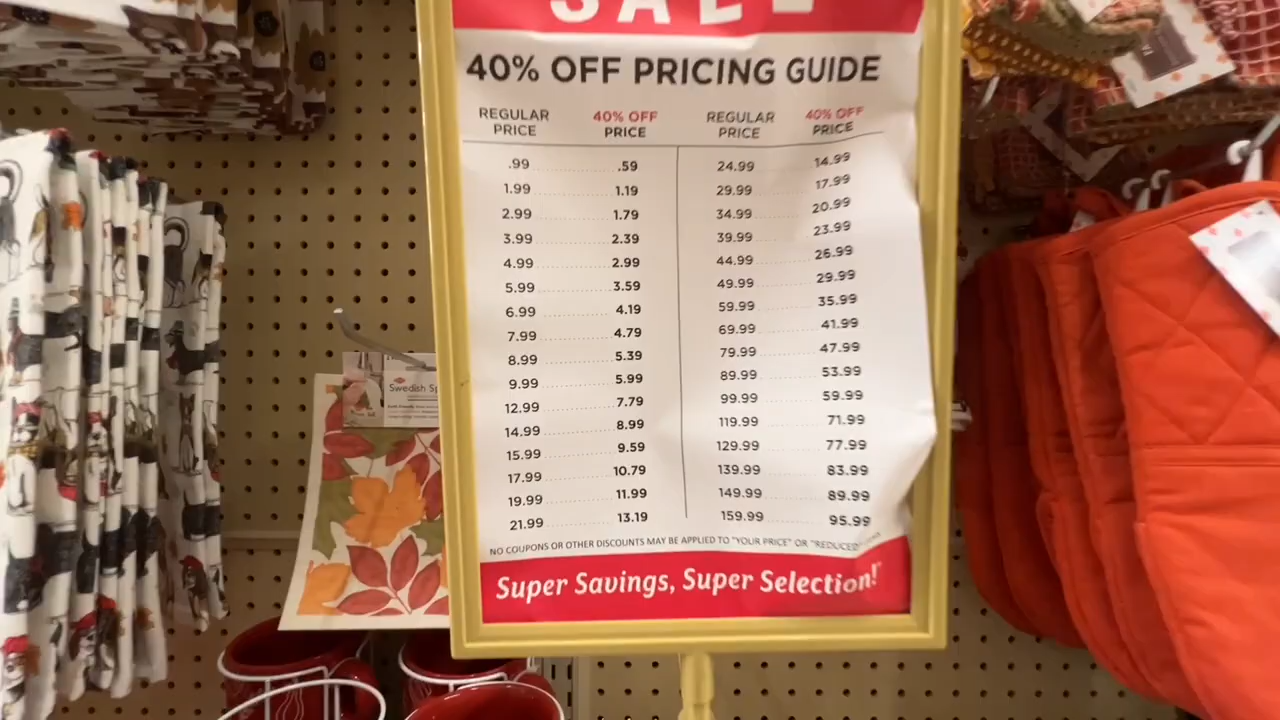 SALE
40% OFF PRICING GUIDE
REGULAR PRICE 40% OFF PRICE REGULAR PRICE 40% OFF PRICE
.99 .59 24.99 14.99
1.99 1.19 29.99 17.99
2.99 1.79 34.99 20.99
3.99 2.39 39.99 23.99
4.99 2.99 44.99 26.99
5.99 3.59 49.99 29.99
6.99 4.19 59.99 35.99
7.99 4.79 69.99 41.99
8.99 5.39 79.99 47.99
9.99 5.99 89.99 53.99
12.99 7.79 99.99 59.99
14.99 8.99 119.99 71.99
15.99 9.59 129.99 77.99
17.99 10.79 139.99 83.99
19.99 11.99 149.99 89.99
21.99 13.19 159.99 95.99
NO COUPONS OR OTHER DISCOUNTS MAY BE APPLIED TO "YOUR PRICE" OR "REDUCED
Super Savings, Super Selection!
Swedish